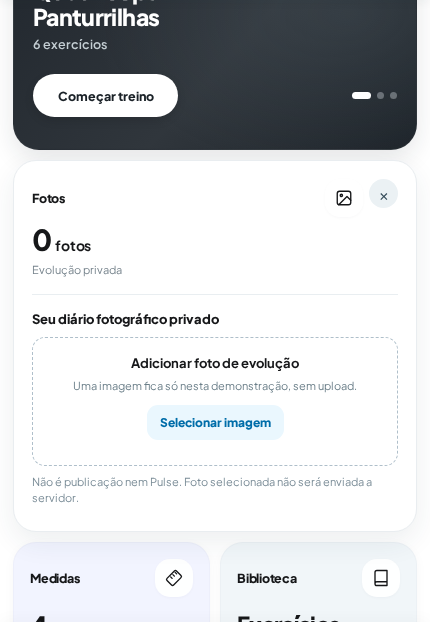 Panturrilhas
6 exercícios
Começar treino
Fotos
0 fotos
Evolução privada
Seu diário fotográfico privado
Adicionar foto de evolução
Uma imagem fica só nesta demonstração, sem upload.
Selecionar imagem
Não é publicação nem Pulse. Foto selecionada não será enviada a
servidor.
Medidas
Biblioteca